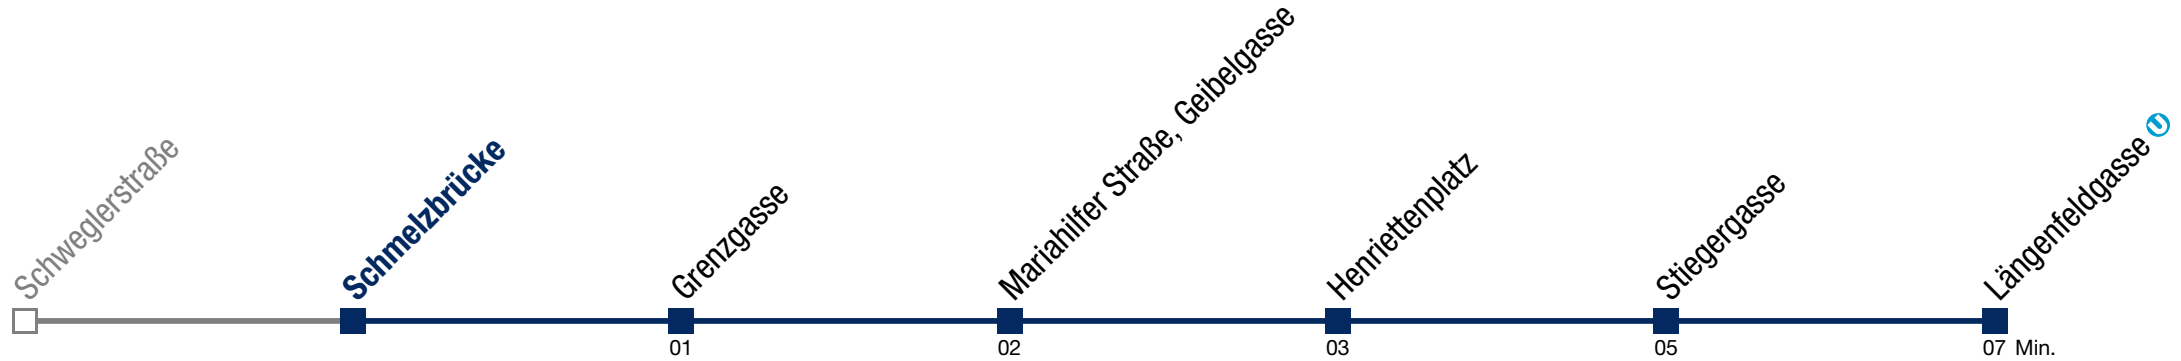 Schweglerstraße
Schmelzbrücke
Grenzgasse
Mariahilfer Straße, Geibelgasse
Henriettenplatz
Stiegergasse
Längenfeldgasse U
01
02
03
05
07 Min.